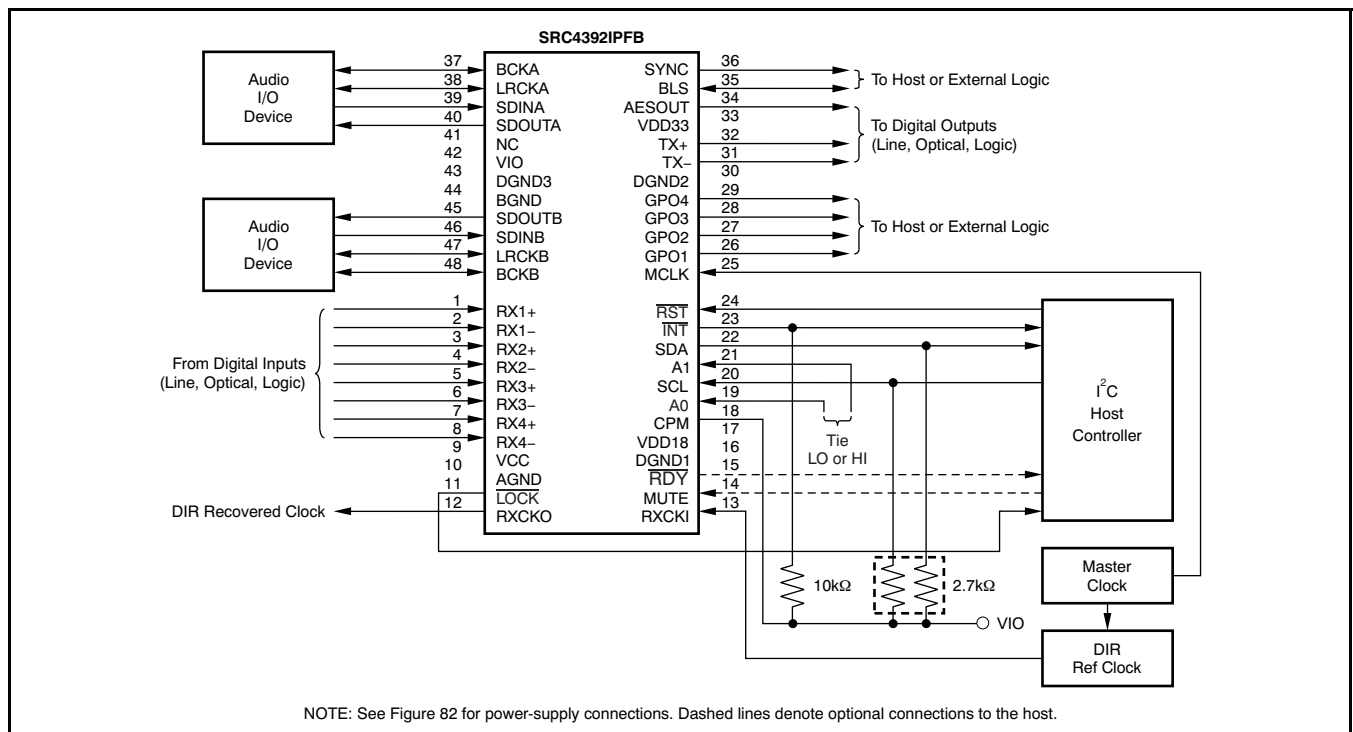 SRC4392IPFB
Audio
I/O
Device
37
38
39
40
41
42
43
44
45
46
47
48
BCKA
LRCKA
SDINA
SDOUTA
NC
VIO
DGND3
BGND
SDOUTB
SDINB
LRCKB
BCKB
SYNC
BLS
AESOUT
VDD33
TX+
TX−
DGND2
GPO4
GPO3
GPO2
GPO1
MCLK
36
35
34
33
32
31
30
29
28
27
26
25
To Host or External Logic
To Digital Outputs
(Line, Optical, Logic)
To Host or External Logic
Audio
I/O
Device
From Digital Inputs
(Line, Optical, Logic)
1
2
3
4
5
6
7
8
9
10
11
12
RX1+
RX1−
RX2+
RX2−
RX3+
RX3−
RX4+
RX4−
VCC
AGND
LOCK
RXCKO
RST
INT
SDA
A1
SCL
A0
CPM
VDD18
DGND1
RDY
MUTE
RXCKI
24
23
22
21
20
19
18
17
16
15
14
13
Tie
LO or HI
I²C
Host
Controller
DIR Recovered Clock
10kΩ
2.7kΩ
VIO
Master
Clock
DIR
Ref Clock
NOTE: See Figure 82 for power-supply connections. Dashed lines denote optional connections to the host.